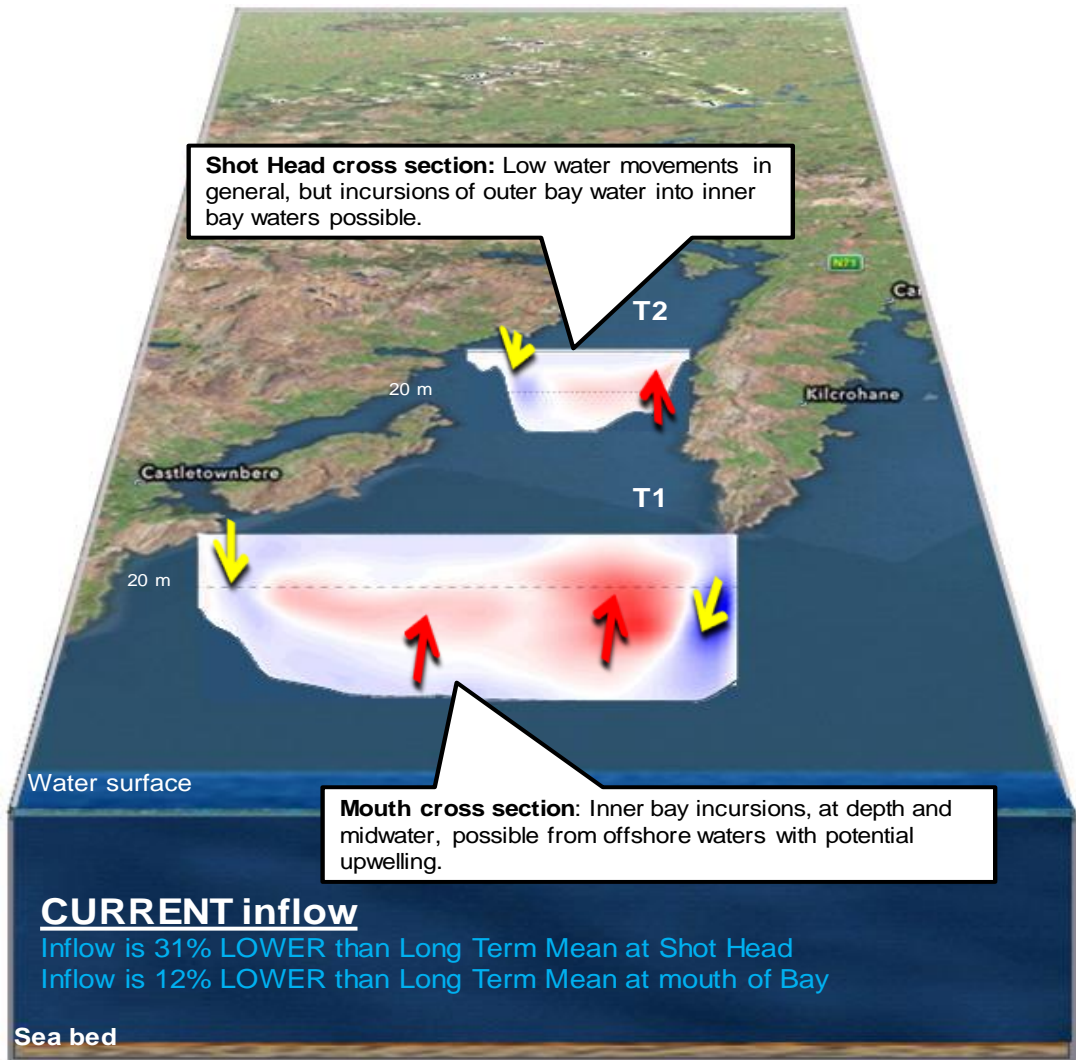 Shot Head cross section: Low water movements in
general, but incursions of outer bay water into inner
bay waters possible.
N71
T2
Ca
20 m
Kilcrohane
Castletownbere
T1
20 m
Water surface
Mouth cross section: Inner bay incursions, at depth and
midwater, possible from offshore waters with potential
upwelling.
CURRENT inflow
Inflow is 31% LOWER than Long Term Mean at Shot Head
Inflow is 12% LOWER than Long Term Mean at mouth of Bay
Sea bed